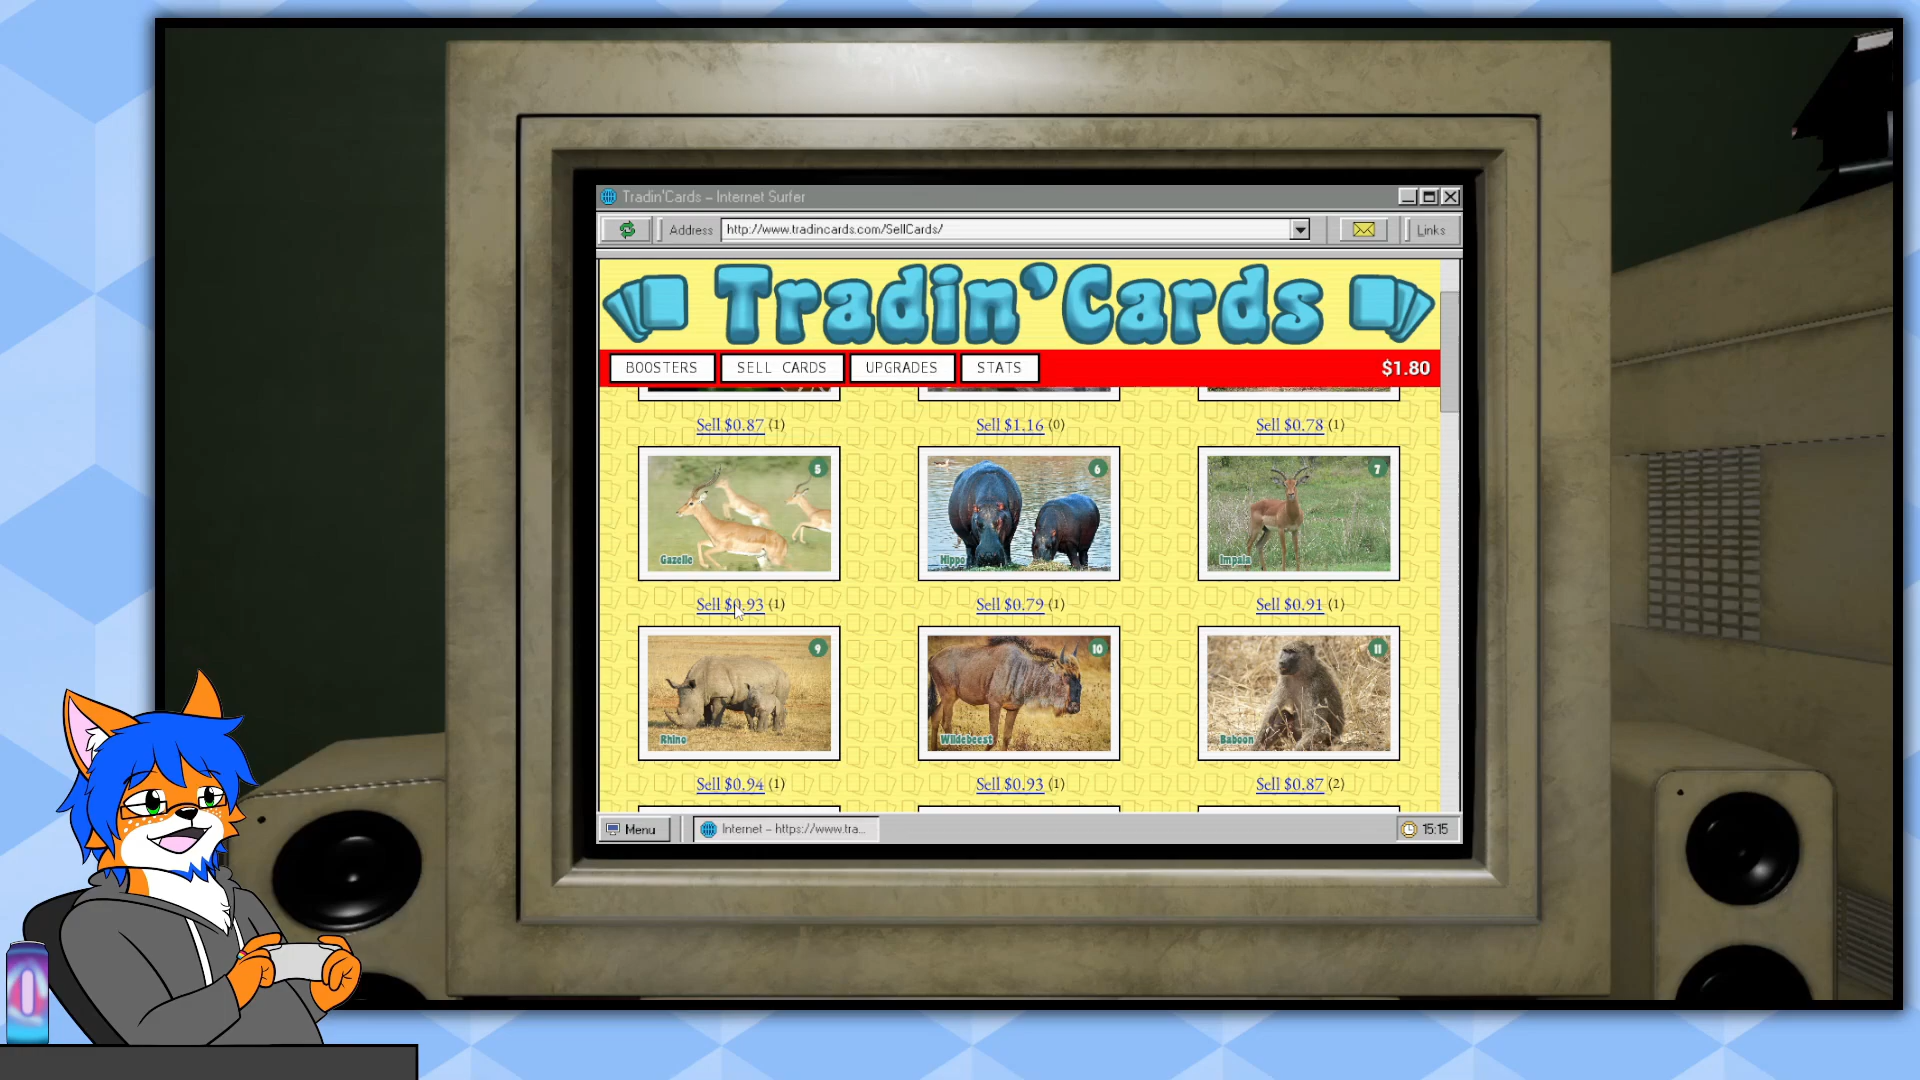 Tradin'Cards – Internet Surfer
Address http://www.tradincards.com/SellCards/ Links
Tradin'Cards
BOOSTERS SELL CARDS UPGRADES STATS $1.80
Sell $0.87 (1) Sell $1.16 (0) Sell $0.78 (1)
5 6 7
Gazelle Hippo Impala
Sell $0.93 (1) Sell $0.79 (1) Sell $0.91 (1)
9 10 11
Rhino Wildebeest Baboon
Sell $0.94 (1) Sell $0.93 (1) Sell $0.87 (2)
Menu Internet – https://www.tra... 15:15